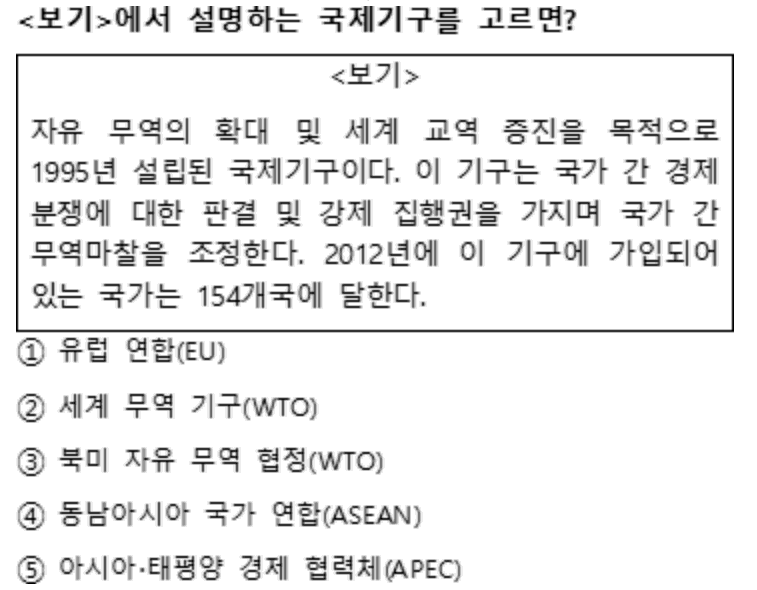 <보기>에서 설명하는 국제기구를 고르면?
<보기>
자유 무역의 확대 및 세계 교역 증진을 목적으로
1995년 설립된 국제기구이다. 이 기구는 국가 간 경제
분쟁에 대한 판결 및 강제 집행권을 가지며 국가 간
무역마찰을 조정한다. 2012년에 이 기구에 가입되어
있는 국가는 154개국에 달한다.
① 유럽 연합(EU)
② 세계 무역 기구(WTO)
③ 북미 자유 무역 협정(WTO)
④ 동남아시아 국가 연합(ASEAN)
⑤ 아시아·태평양 경제 협력체(APEC)